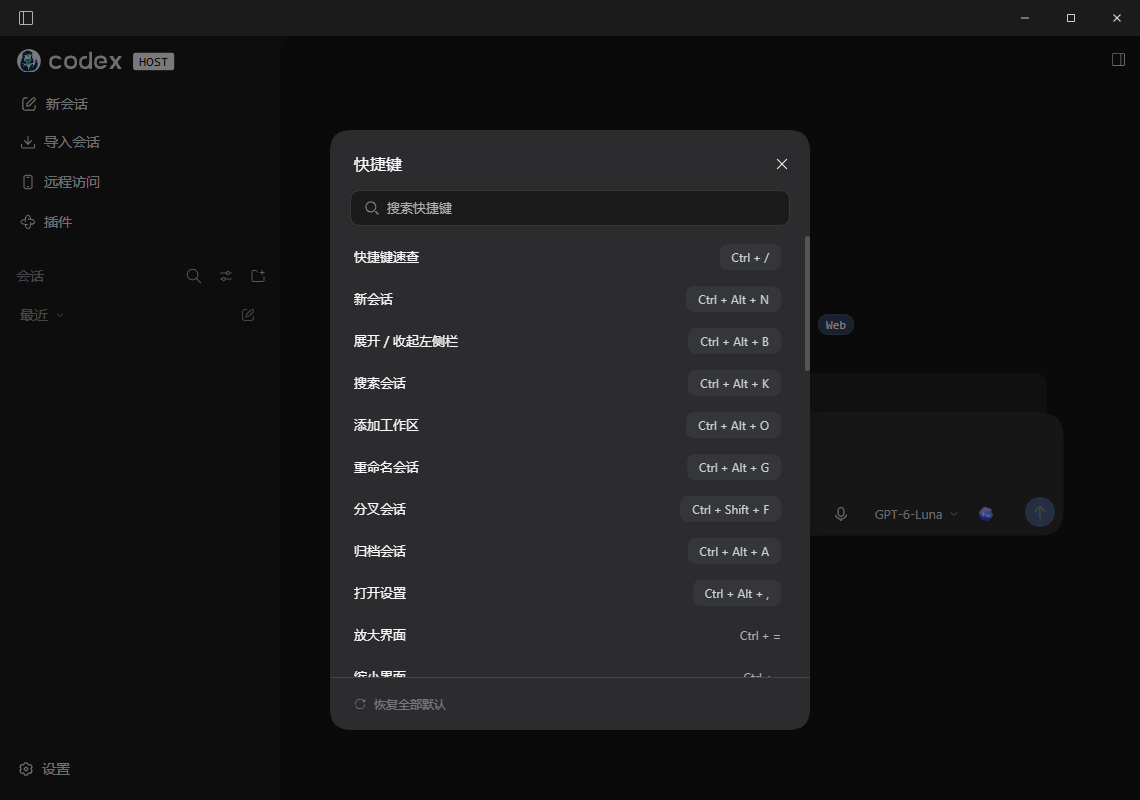 codex HOST
新会话
导入会话
远程访问
插件
会话
最近
快捷键
搜索快捷键
快捷键速查 Ctrl + /
新会话 Ctrl + Alt + N
展开 / 收起左侧栏 Ctrl + Alt + B
搜索会话 Ctrl + Alt + K
添加工作区 Ctrl + Alt + O
重命名会话 Ctrl + Alt + G
分叉会话 Ctrl + Shift + F
归档会话 Ctrl + Alt + A
打开设置 Ctrl + Alt + ,
放大界面 Ctrl + =
缩小界面 Ctrl
恢复全部默认
Web
GPT-6-Luna
设置